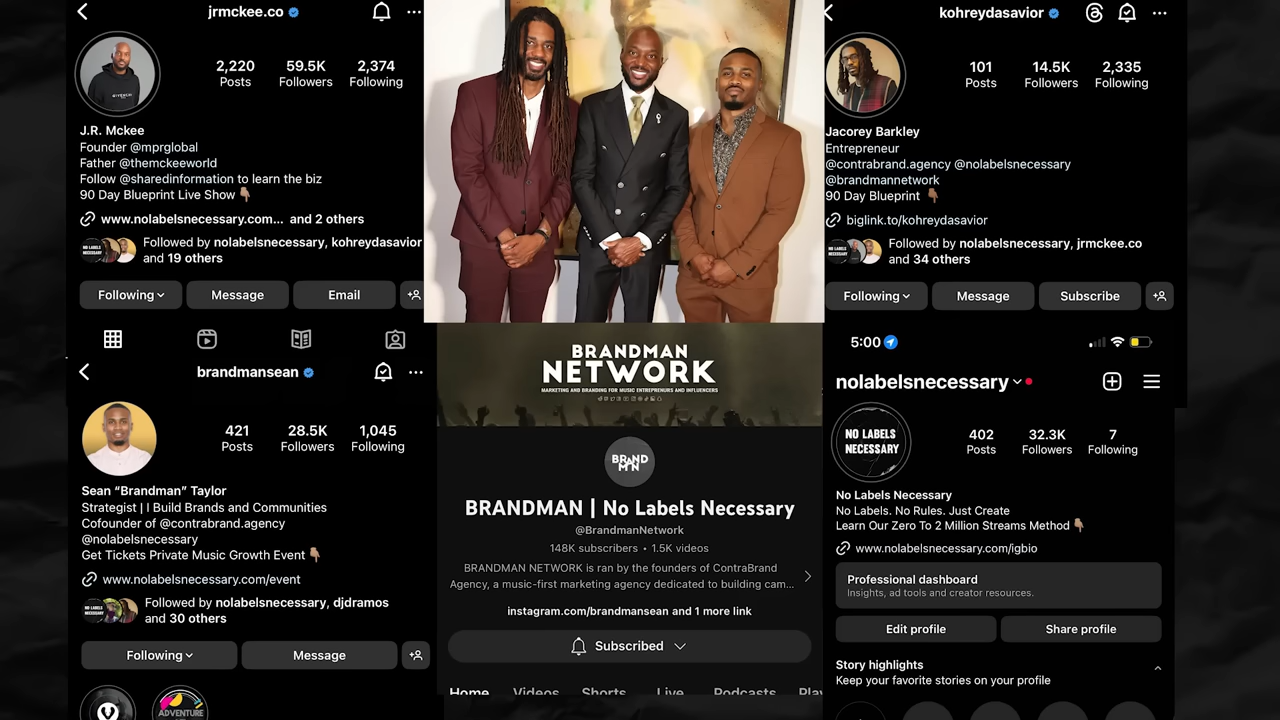 jrmckee.co
2,220 59.5K 2,374
Posts Followers Following
GIVENCHY
J.R. Mckee
Founder @mprglobal
Father @themckeeworld
Follow @sharedinformation to learn the biz
90 Day Blueprint Live Show
www.nolabelsnecessary.com... and 2 others
Followed by nolabelsnecessary, kohreydasavior
and 19 others
Following Message Email
kohreydasavior
101 14.5K 2,335
Posts Followers Following
Jacorey Barkley
Entrepreneur
@contrabrand.agency @nolabelsnecessary
@brandmannetwork
90 Day Blueprint
biglink.to/kohreydasavior
Followed by nolabelsnecessary, jrmckee.co
and 34 others
Following Message Subscribe
brandmansean
421 28.5K 1,045
Posts Followers Following
Sean “Brandman” Taylor
Strategist | I Build Brands and Communities
Cofounder of @contrabrand.agency
@nolabelsnecessary
Get Tickets Private Music Growth Event
www.nolabelsnecessary.com/event
Followed by nolabelsnecessary, djdramos
and 30 others
Following Message
ADVENTURE
BRANDMAN
NETWORK
MARKETING AND BRANDING FOR MUSIC ENTREPRENEURS AND INFLUENCERS
BRAND
MAN
BRANDMAN | No Labels Necessary
@BrandmanNetwork
148K subscribers • 1.5K videos
BRANDMAN NETWORK is ran by the founders of ContraBrand
Agency, a music-first marketing agency dedicated to building cam...
instagram.com/brandmansean and 1 more link
Subscribed
Home Videos Shorts Live Podcasts Play
5:00
nolabelsnecessary
NO LABELS
NECESSARY
402 32.3K 7
Posts Followers Following
No Labels Necessary
No Labels. No Rules. Just Create
Learn Our Zero To 2 Million Streams Method
www.nolabelsnecessary.com/igbio
Professional dashboard
Insights, ad tools and creator resources.
Edit profile Share profile
Story highlights
Keep your favorite stories on your profile